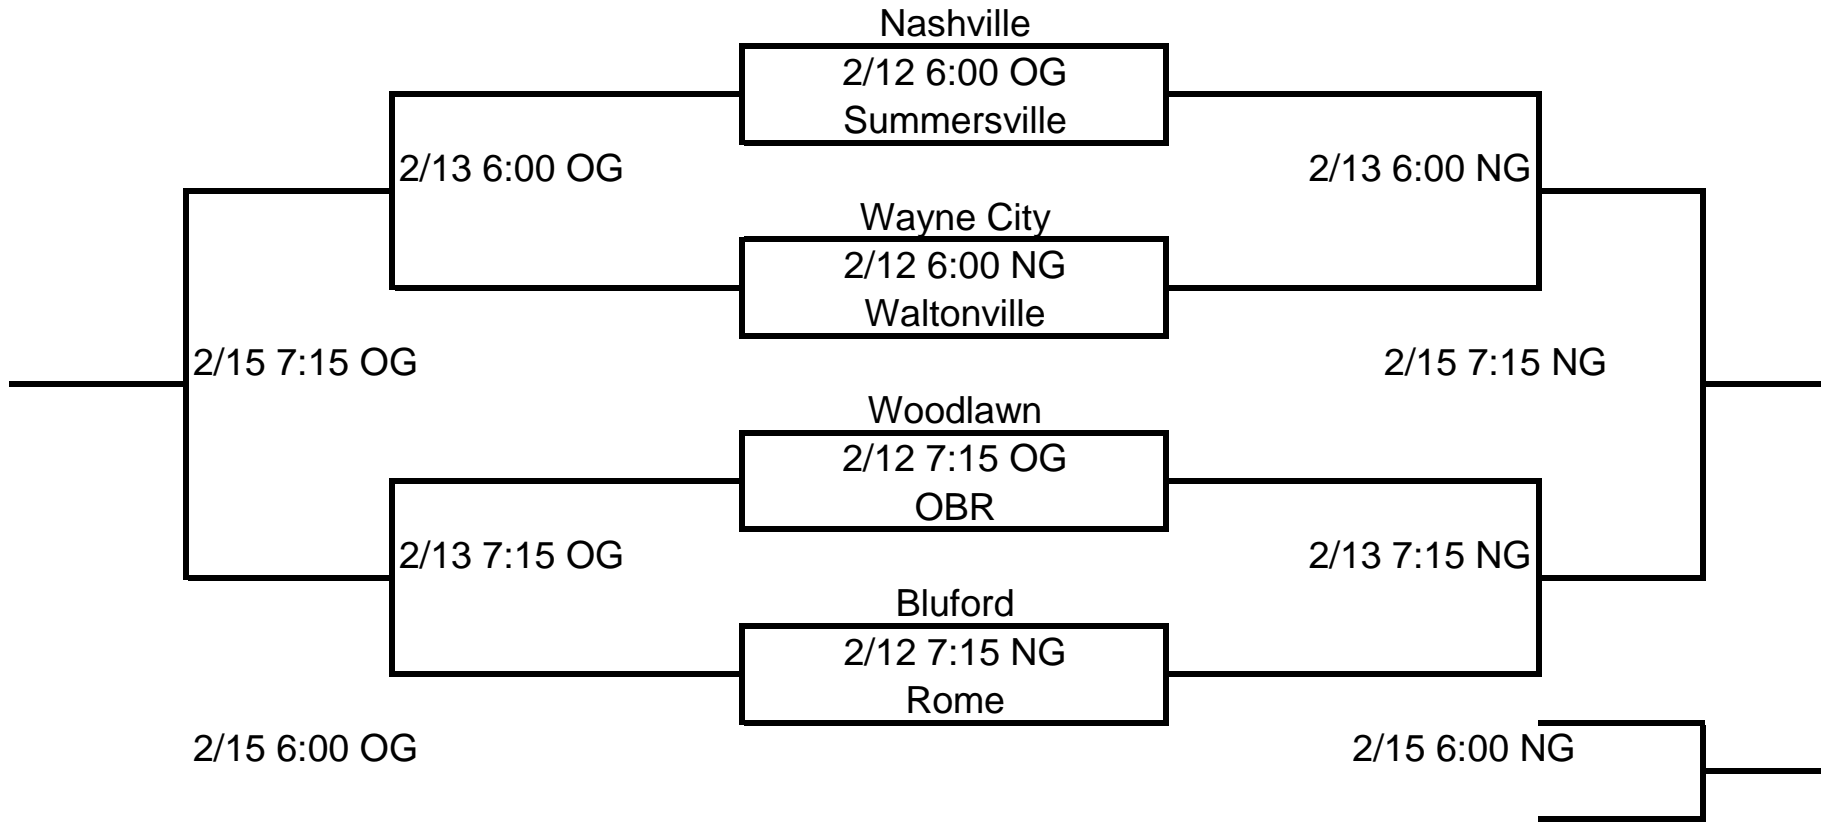 Nashville
2/12 6:00 OG
Summersville
2/13 6:00 OG
2/13 6:00 NG
Wayne City
2/12 6:00 NG
Waltonville
2/15 7:15 OG
2/15 7:15 NG
Woodlawn
2/12 7:15 OG
OBR
2/13 7:15 OG
2/13 7:15 NG
Bluford
2/12 7:15 NG
Rome
2/15 6:00 OG
2/15 6:00 NG